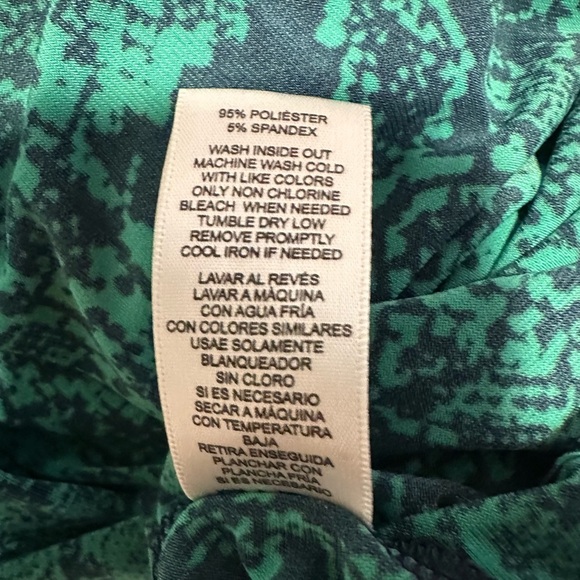 95% POLIÉSTER
5% SPANDEX
WASH INSIDE OUT
MACHINE WASH COLD
WITH LIKE COLORS
ONLY NON CHLORINE
BLEACH WHEN NEEDED
TUMBLE DRY LOW
REMOVE PROMPTLY
COOL IRON IF NEEDED
LAVAR AL REVÉS
LAVAR A MÁQUINA
CON AGUA FRÍA
CON COLORES SIMILARES
USAE SOLAMENTE
BLANQUEADOR
SIN CLORO
SI ES NECESARIO
SECAR A MÁQUINA
CON TEMPERATURA
BAJA
RETIRA ENSEGUIDA
PLANCHAR CON
PLANCHA FRÍA
SI ES NECESARIO